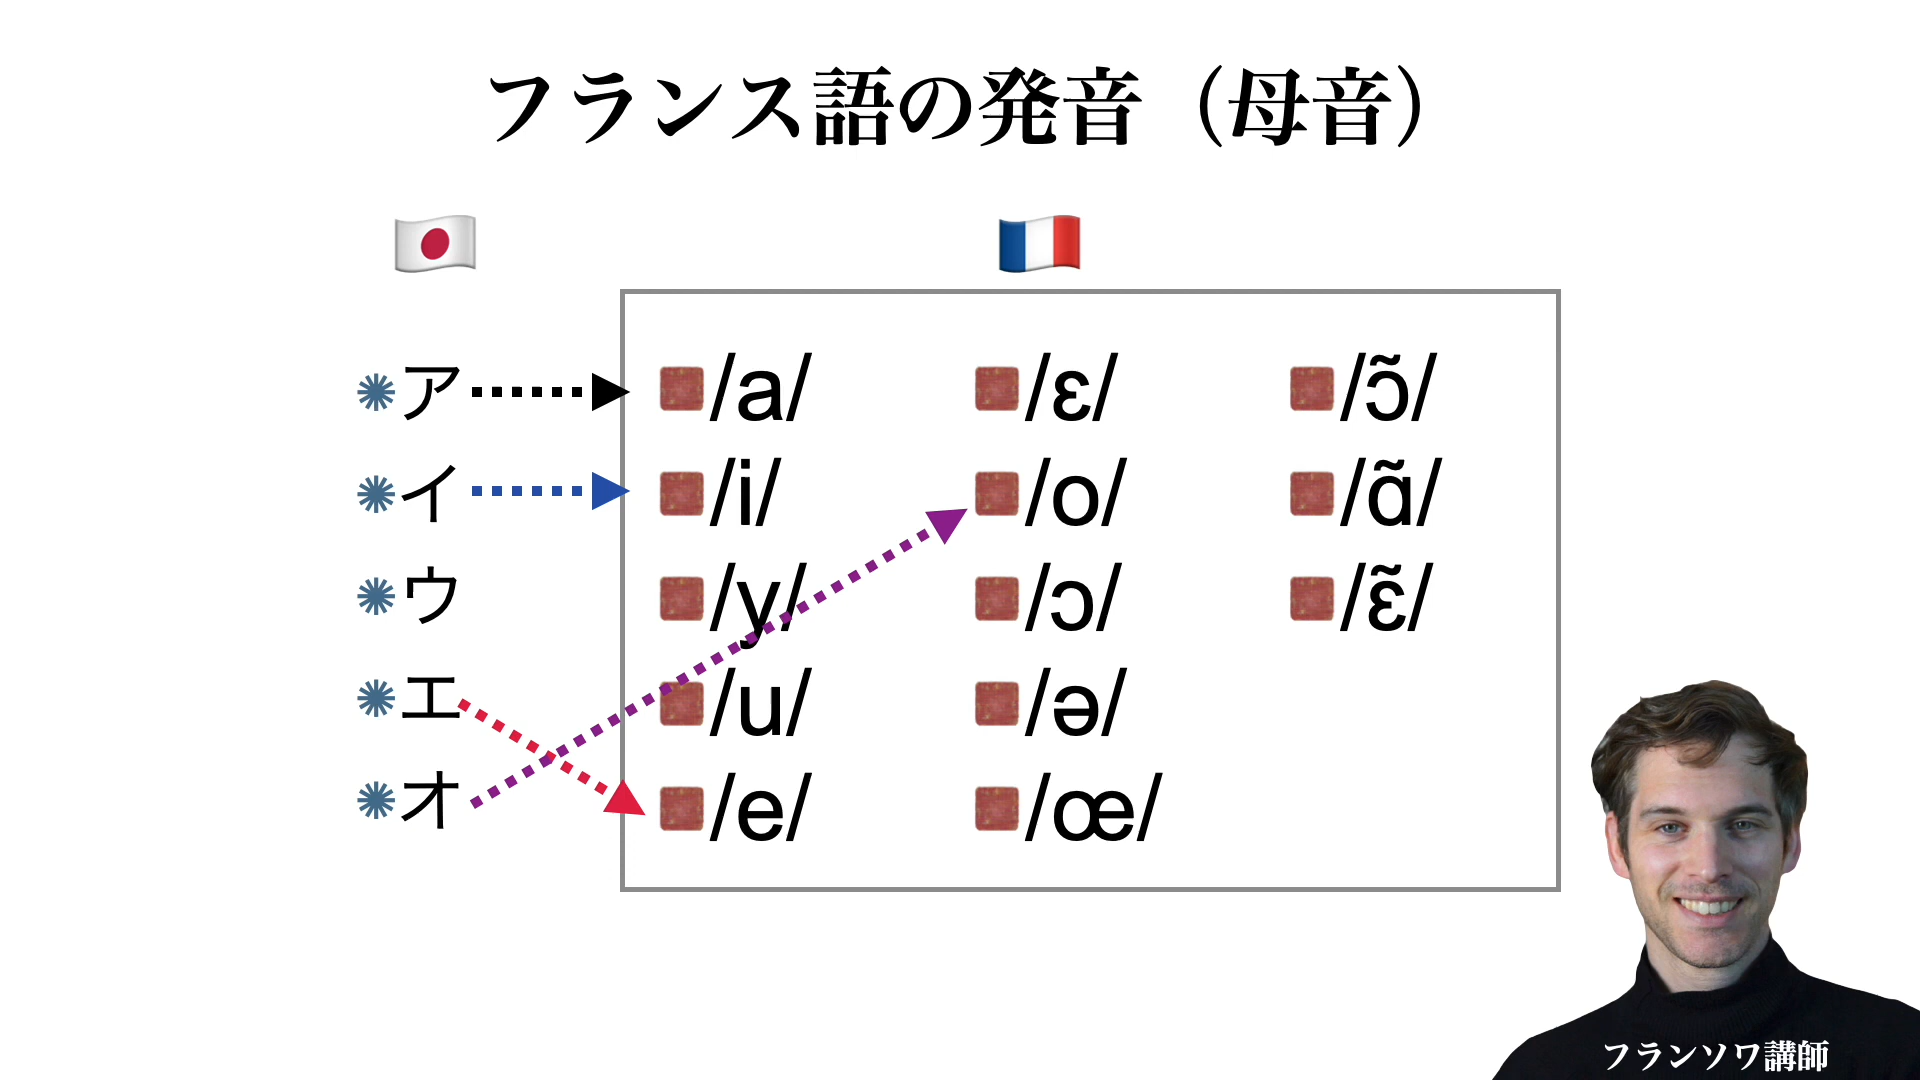 フランス語の発音（母音）
ア
イ
ウ
エ
オ
/a/
/i/
/y/
/u/
/e/
/ɛ/
/o/
/ɔ/
/ə/
/œ/
/ɔ̃/
/ɑ̃/
/ɛ̃/
フランソワ講師